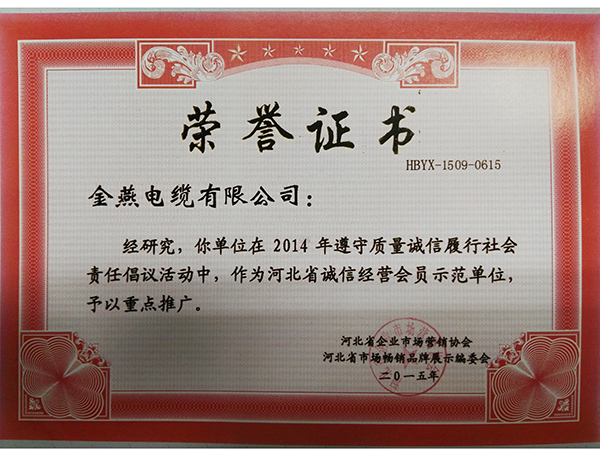 荣誉证书
HBYX-1509-0615
金燕电缆有限公司：
经研究，你单位在 2014 年遵守质量诚信履行社会
责任倡议活动中，作为河北省诚信经营会员示范单位，
予以重点推广。
河北省企业市场营销协会
河北省市场畅销品牌展示编委会
二○一五年